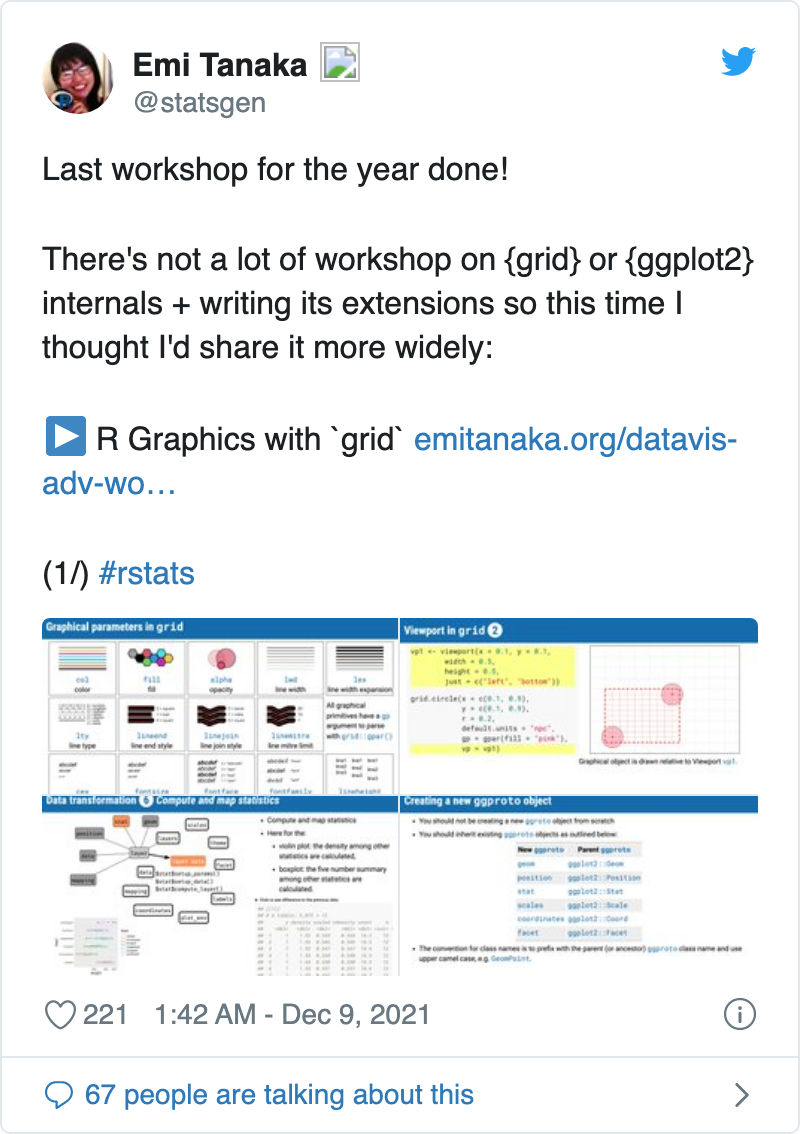 Emi Tanaka
@statsgen
Last workshop for the year done!
There's not a lot of workshop on {grid} or {ggplot2}
internals + writing its extensions so this time I
thought I'd share it more widely:
R Graphics with `grid` emitanaka.org/datavis-
adv-wo…
(1/) #rstats
Graphical parameters in grid
col
color
fill
fill
alpha
opacity
lwd
line width
lex
line width expansion
lty
line type
lineend
line end style
linejoin
line join style
linemitre
line mitre limit
All graphical
primitives have a gp
argument to parse
with grid::gpar()
cex
fontsize
fontface
fontfamily
lineheight
Viewport in grid 2
vp1 <- viewport(x = 0.1, y = 0.1,
width = 0.5,
height = 0.5,
just = c("left", "bottom"))
grid.circle(x = c(0.1, 0.9),
y = c(0.1, 0.9),
r = 0.2,
default.units = "npc",
gp = gpar(fill = "pink"),
vp = vp1)
Graphical object is drawn relative to Viewport vp1.
Data transformation 6 Compute and map statistics
stat
geom
scales
position
layers
theme
data
layer
layer data
facet
mapping
data
$stat$setup_params()
$stat$setup_data()
$stat$compute_layer()
mapping
labels
coordinates
plot_env
• Compute and map statistics
• Here for the:
• violin plot: the density among other
statistics are calculated,
• boxplot: the five number summary
among other statistics are
calculated.
Creating a new ggproto object
• You should not be creating a new ggproto object from scratch
• You should inherit existing ggproto objects as outlined below:
New ggproto Parent ggproto
geom ggplot2::Geom
position ggplot2::Position
stat ggplot2::Stat
scales ggplot2::Scale
coordinates ggplot2::Coord
facet ggplot2::Facet
• The convention for class names is to prefix with the parent (or ancestor) ggproto class name and use
upper camel case, e.g. GeomPoint.
221 1:42 AM - Dec 9, 2021
67 people are talking about this